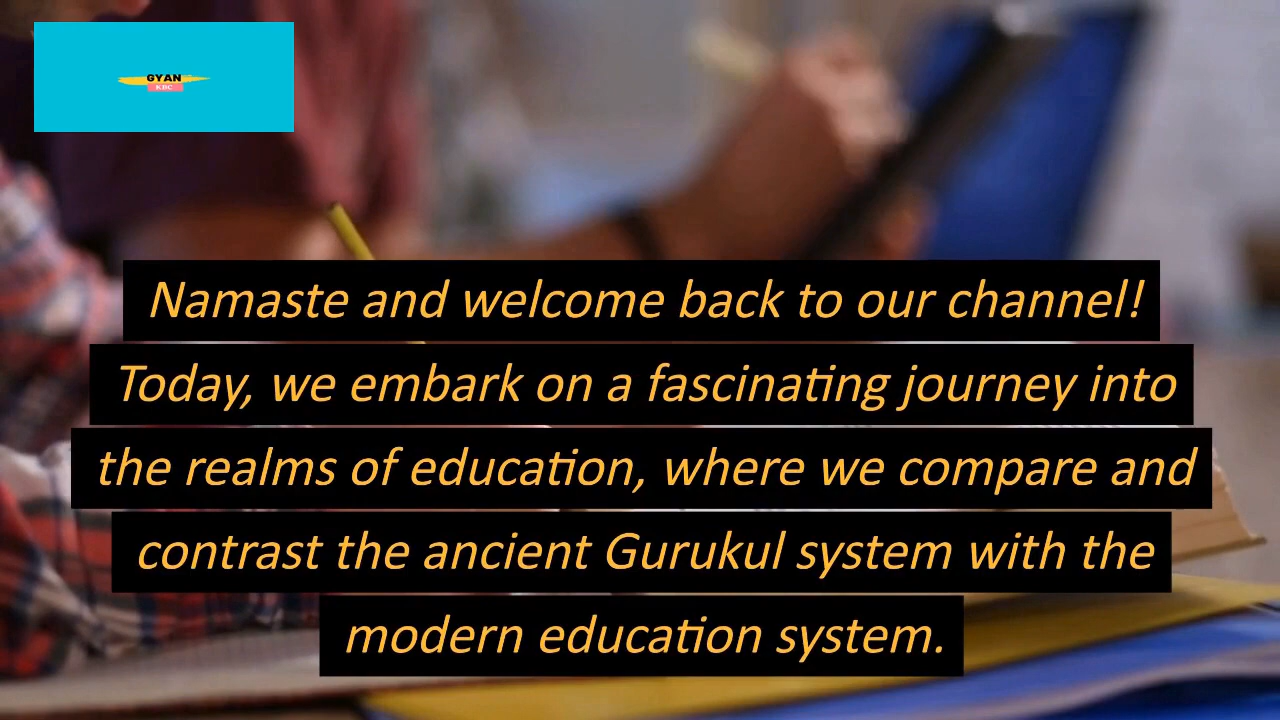 GYAN
KBC
Namaste and welcome back to our channel!
Today, we embark on a fascinating journey into
the realms of education, where we compare and
contrast the ancient Gurukul system with the
modern education system.